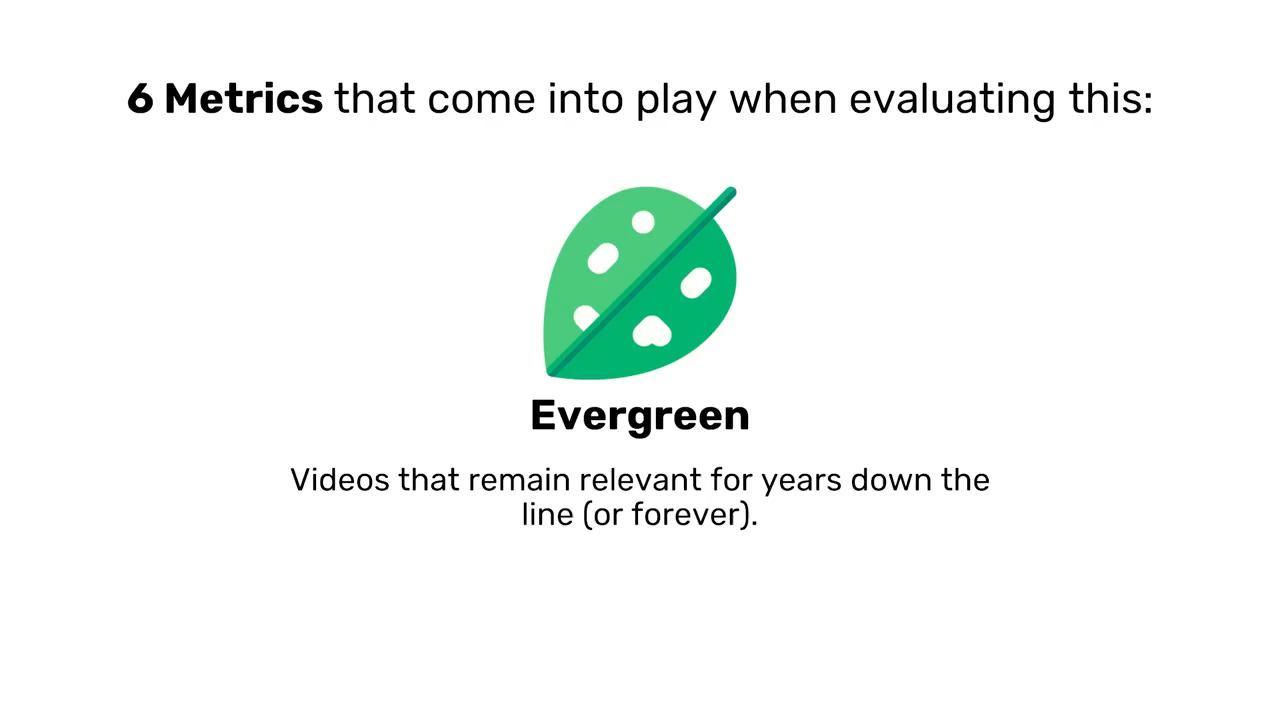 6 Metrics that come into play when evaluating this:
Evergreen
Videos that remain relevant for years down the
line (or forever).